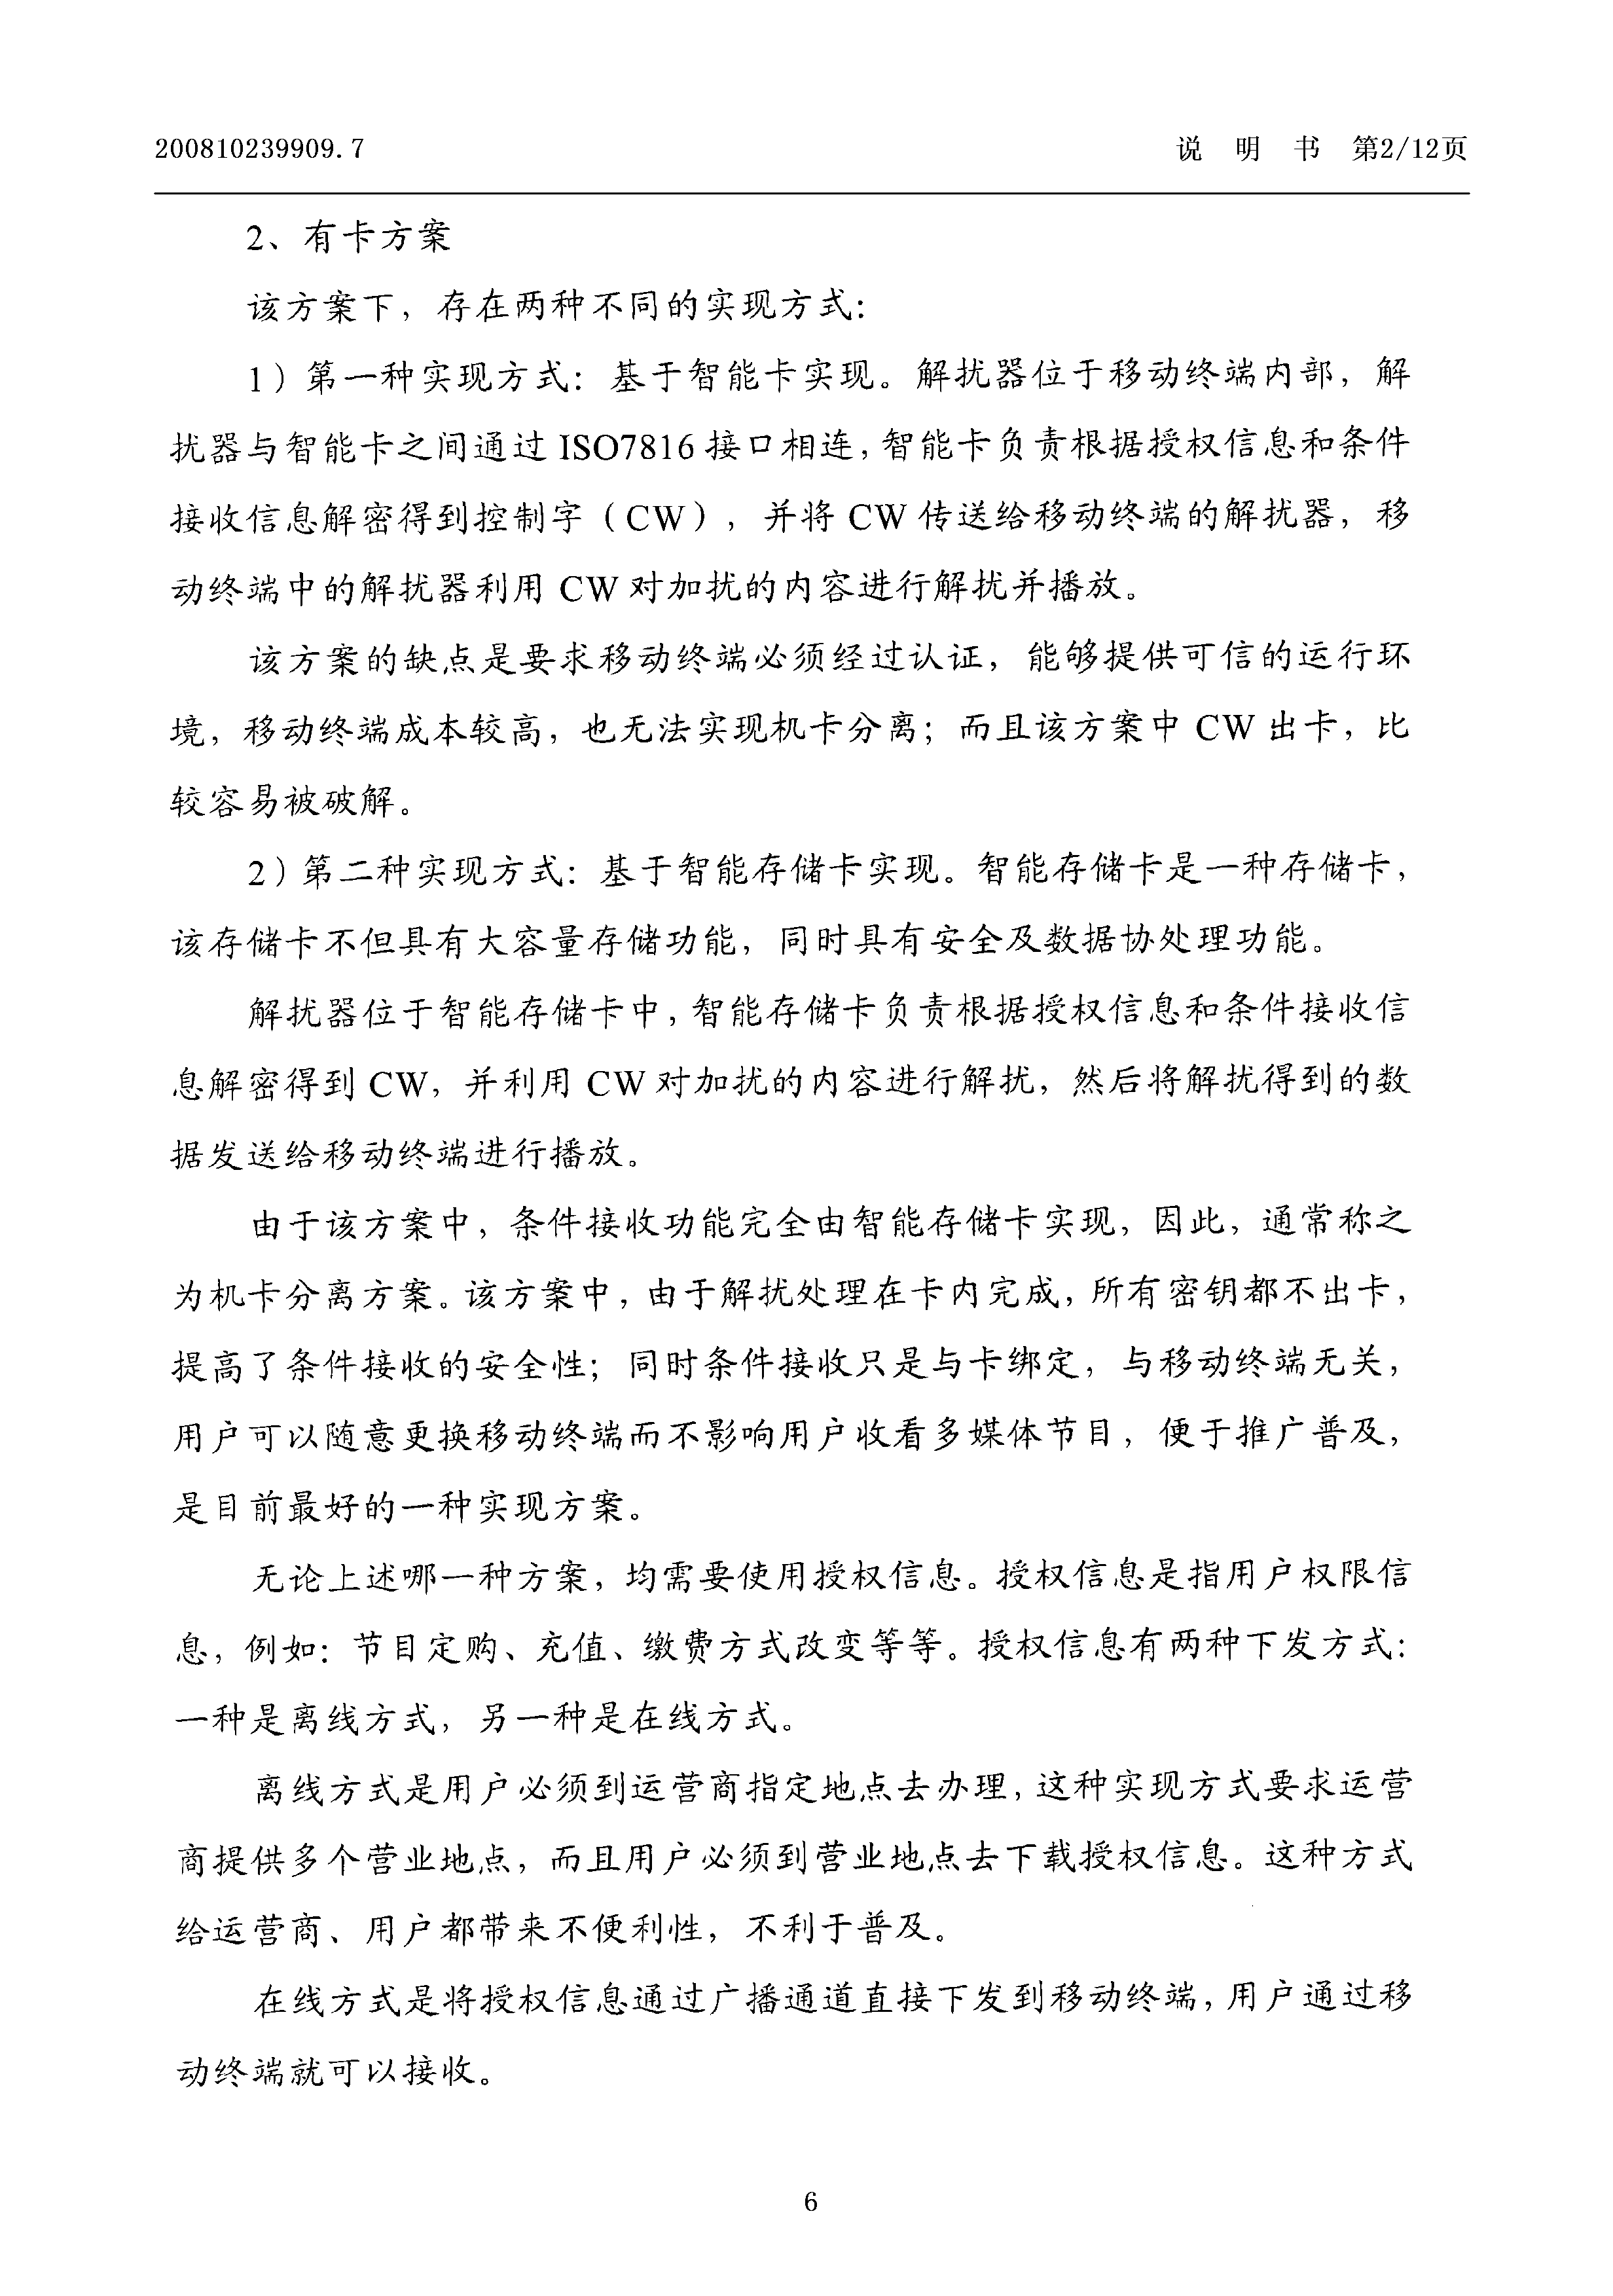 200810239909.7 说 明 书 第2/12页
2、有卡方案
该方案下，存在两种不同的实现方式：
1）第一种实现方式：基于智能卡实现。解扰器位于移动终端内部，解
扰器与智能卡之间通过 ISO7816 接口相连，智能卡负责根据授权信息和条件
接收信息解密得到控制字（CW），并将 CW 传送给移动终端的解扰器，移
动终端中的解扰器利用 CW 对加扰的内容进行解扰并播放。
该方案的缺点是要求移动终端必须经过认证，能够提供可信的运行环
境，移动终端成本较高，也无法实现机卡分离；而且该方案中 CW 出卡，比
较容易被破解。
2）第二种实现方式：基于智能存储卡实现。智能存储卡是一种存储卡，
该存储卡不但具有大容量存储功能，同时具有安全及数据协处理功能。
解扰器位于智能存储卡中，智能存储卡负责根据授权信息和条件接收信
息解密得到 CW，并利用 CW 对加扰的内容进行解扰，然后将解扰得到的数
据发送给移动终端进行播放。
由于该方案中，条件接收功能完全由智能存储卡实现，因此，通常称之
为机卡分离方案。该方案中，由于解扰处理在卡内完成，所有密钥都不出卡，
提高了条件接收的安全性；同时条件接收只是与卡绑定，与移动终端无关，
用户可以随意更换移动终端而不影响用户收看多媒体节目，便于推广普及，
是目前最好的一种实现方案。
无论上述哪一种方案，均需要使用授权信息。授权信息是指用户权限信
息，例如：节目定购、充值、缴费方式改变等等。授权信息有两种下发方式：
一种是离线方式，另一种是在线方式。
离线方式是用户必须到运营商指定地点去办理，这种实现方式要求运营
商提供多个营业地点，而且用户必须到营业地点去下载授权信息。这种方式
给运营商、用户都带来不便利性，不利于普及。
在线方式是将授权信息通过广播通道直接下发到移动终端，用户通过移
动终端就可以接收。
6